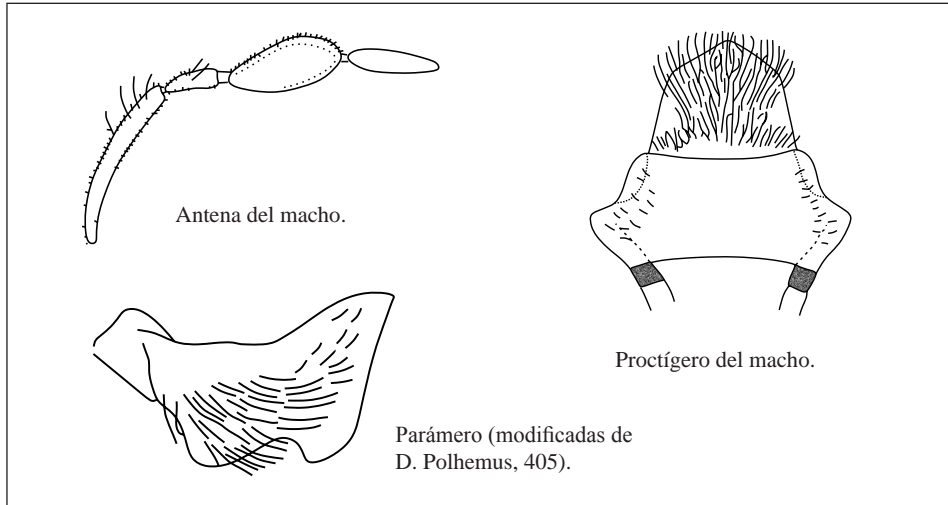 Antena del macho.
Proctígero del macho.
Parámero (modificadas de
D. Polhemus, 405).